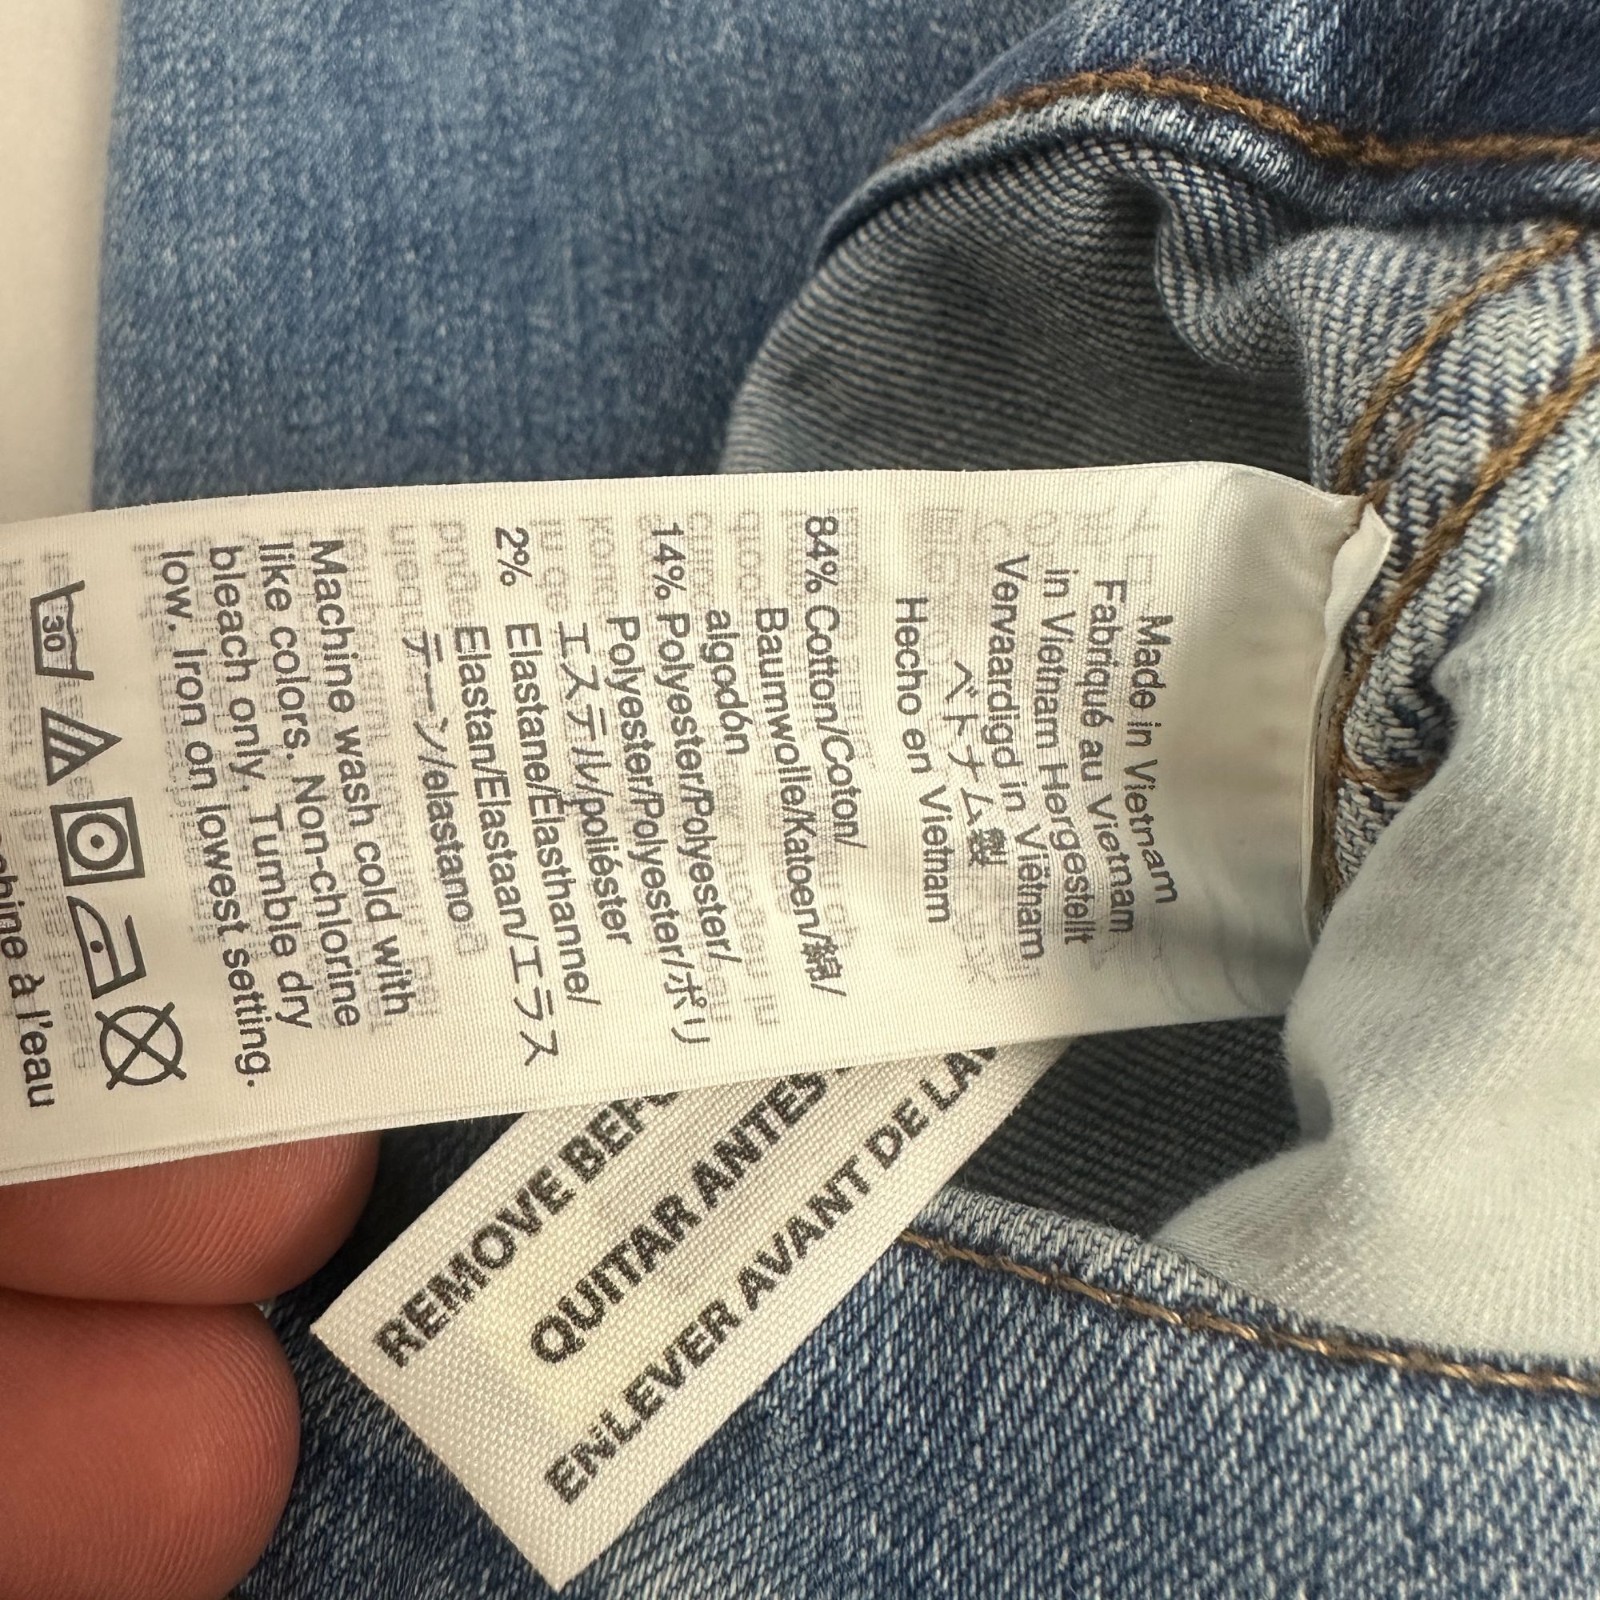 Made in Vietnam
Fabriqué au Vietnam
in Vietnam Hergestellt
Vervaardigd in Viëtnam
ベトナム製
Hecho en Vietnam
84% Cotton/Coton/
Baumwolle/Katoen/綿/
algodón
14% Polyester/Polyester/
Polyester/Polyester/ポリ
エステル/poliéster
2% Elastane/Élasthanne/
Elastan/Elastaan/エラス
テーン/elastano
Machine wash cold with
like colors. Non-chlorine
bleach only. Tumble dry
low. Iron on lowest setting.
30
à l'eau
REMOVE
QUITAR ANTES
ENLEVER AVANT DE